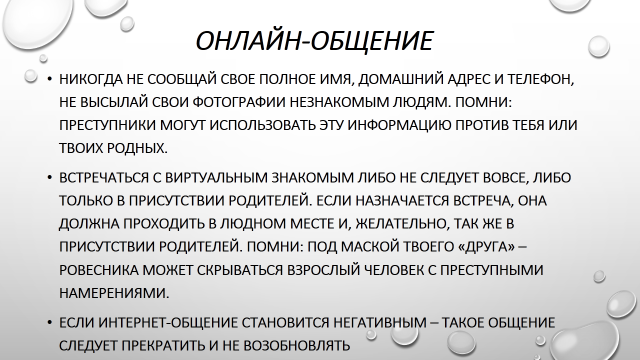 ОНЛАЙН-ОБЩЕНИЕ
• НИКОГДА НЕ СООБЩАЙ СВОЕ ПОЛНОЕ ИМЯ, ДОМАШНИЙ АДРЕС И ТЕЛЕФОН,
НЕ ВЫСЫЛАЙ СВОИ ФОТОГРАФИИ НЕЗНАКОМЫМ ЛЮДЯМ. ПОМНИ:
ПРЕСТУПНИКИ МОГУТ ИСПОЛЬЗОВАТЬ ЭТУ ИНФОРМАЦИЮ ПРОТИВ ТЕБЯ ИЛИ
ТВОИХ РОДНЫХ.
• ВСТРЕЧАТЬСЯ С ВИРТУАЛЬНЫМ ЗНАКОМЫМ ЛИБО НЕ СЛЕДУЕТ ВОВСЕ, ЛИБО
ТОЛЬКО В ПРИСУТСТВИИ РОДИТЕЛЕЙ. ЕСЛИ НАЗНАЧАЕТСЯ ВСТРЕЧА, ОНА
ДОЛЖНА ПРОХОДИТЬ В ЛЮДНОМ МЕСТЕ И, ЖЕЛАТЕЛЬНО, ТАК ЖЕ В
ПРИСУТСТВИИ РОДИТЕЛЕЙ. ПОМНИ: ПОД МАСКОЙ ТВОЕГО «ДРУГА» –
РОВЕСНИКА МОЖЕТ СКРЫВАТЬСЯ ВЗРОСЛЫЙ ЧЕЛОВЕК С ПРЕСТУПНЫМИ
НАМЕРЕНИЯМИ.
• ЕСЛИ ИНТЕРНЕТ-ОБЩЕНИЕ СТАНОВИТСЯ НЕГАТИВНЫМ – ТАКОЕ ОБЩЕНИЕ
СЛЕДУЕТ ПРЕКРАТИТЬ И НЕ ВОЗОБНОВЛЯТЬ